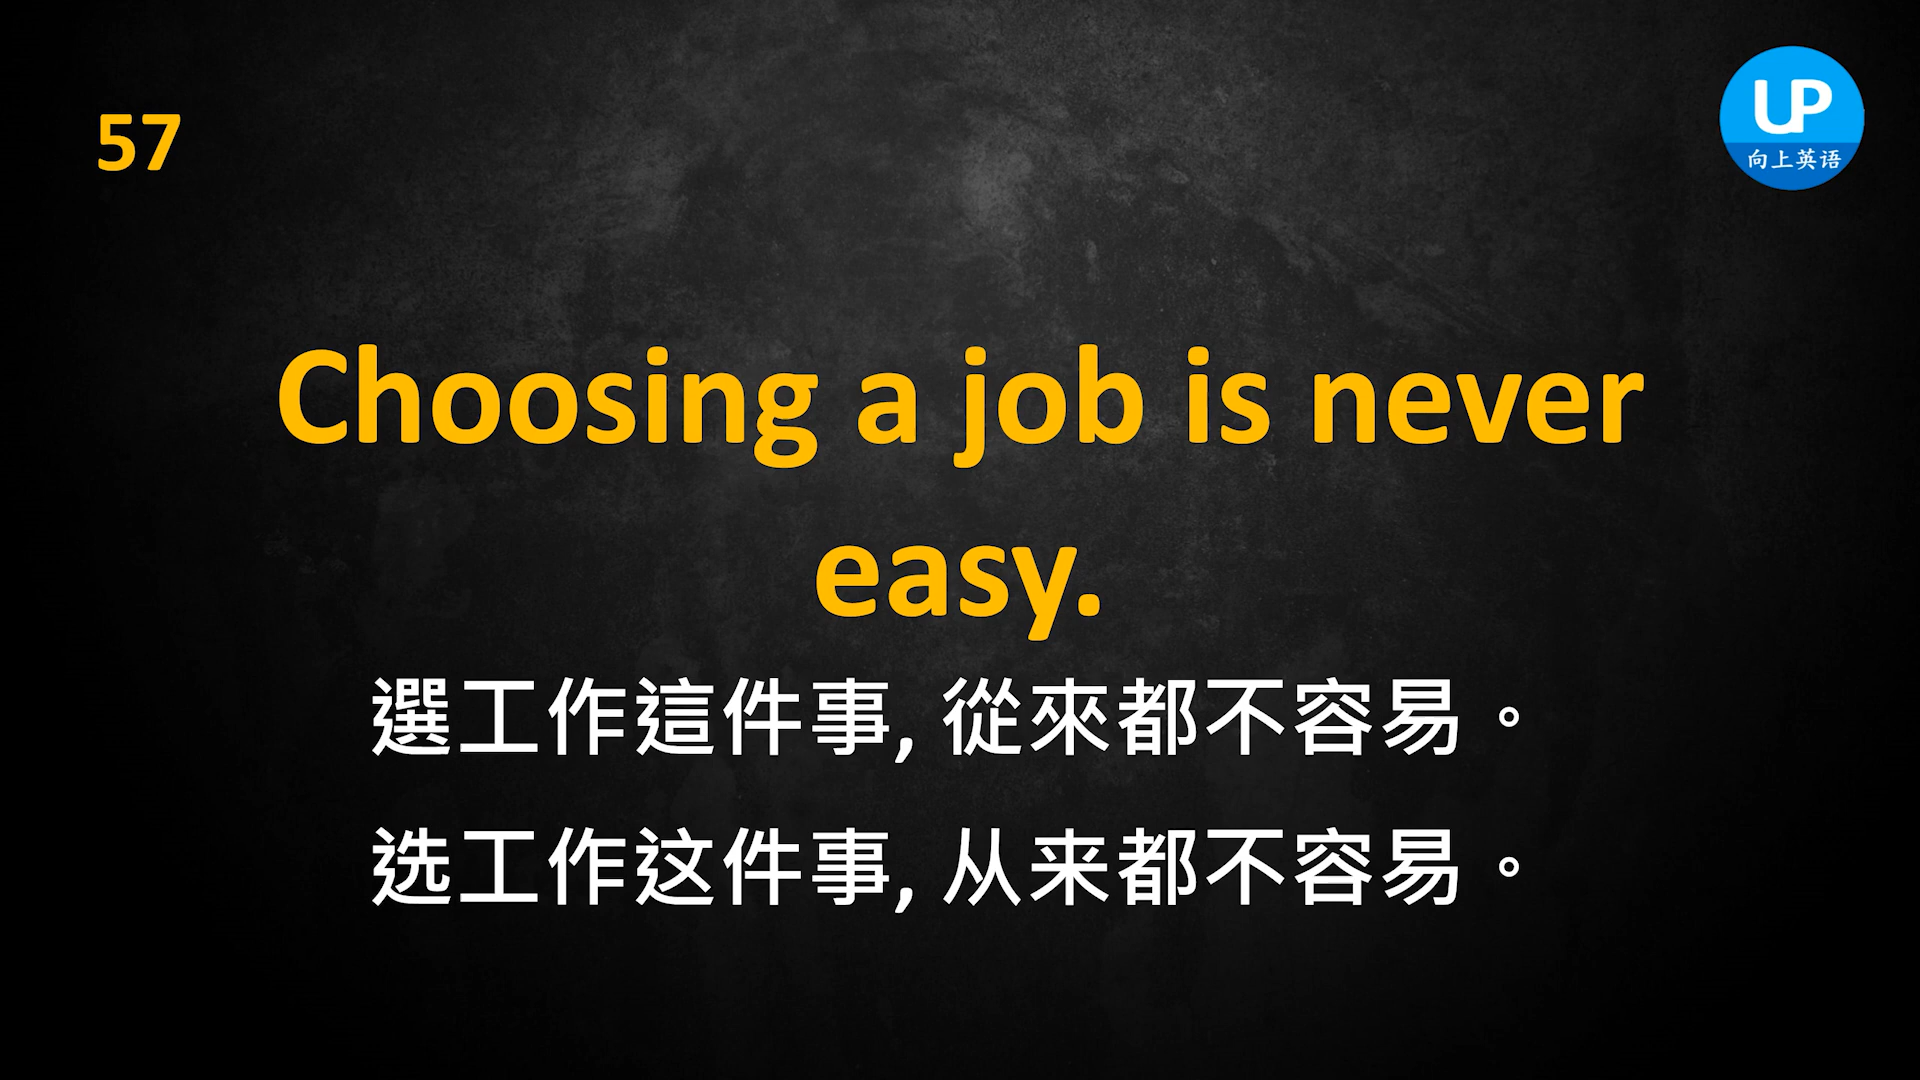 57
UP
向上英语
Choosing a job is never
easy.
選工作這件事, 從來都不容易。
选工作这件事, 从来都不容易。